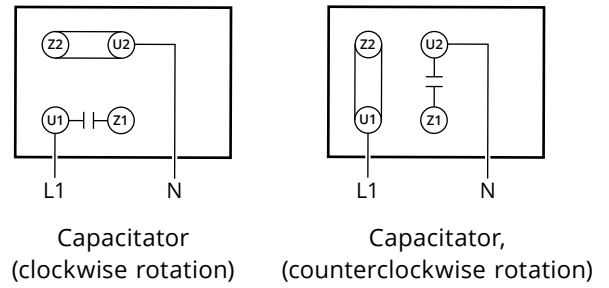 Z2 U2
U1 Z1
L1 N
Capacitator
(clockwise rotation)
Z2 U2
U1 Z1
L1 N
Capacitator,
(counterclockwise rotation)